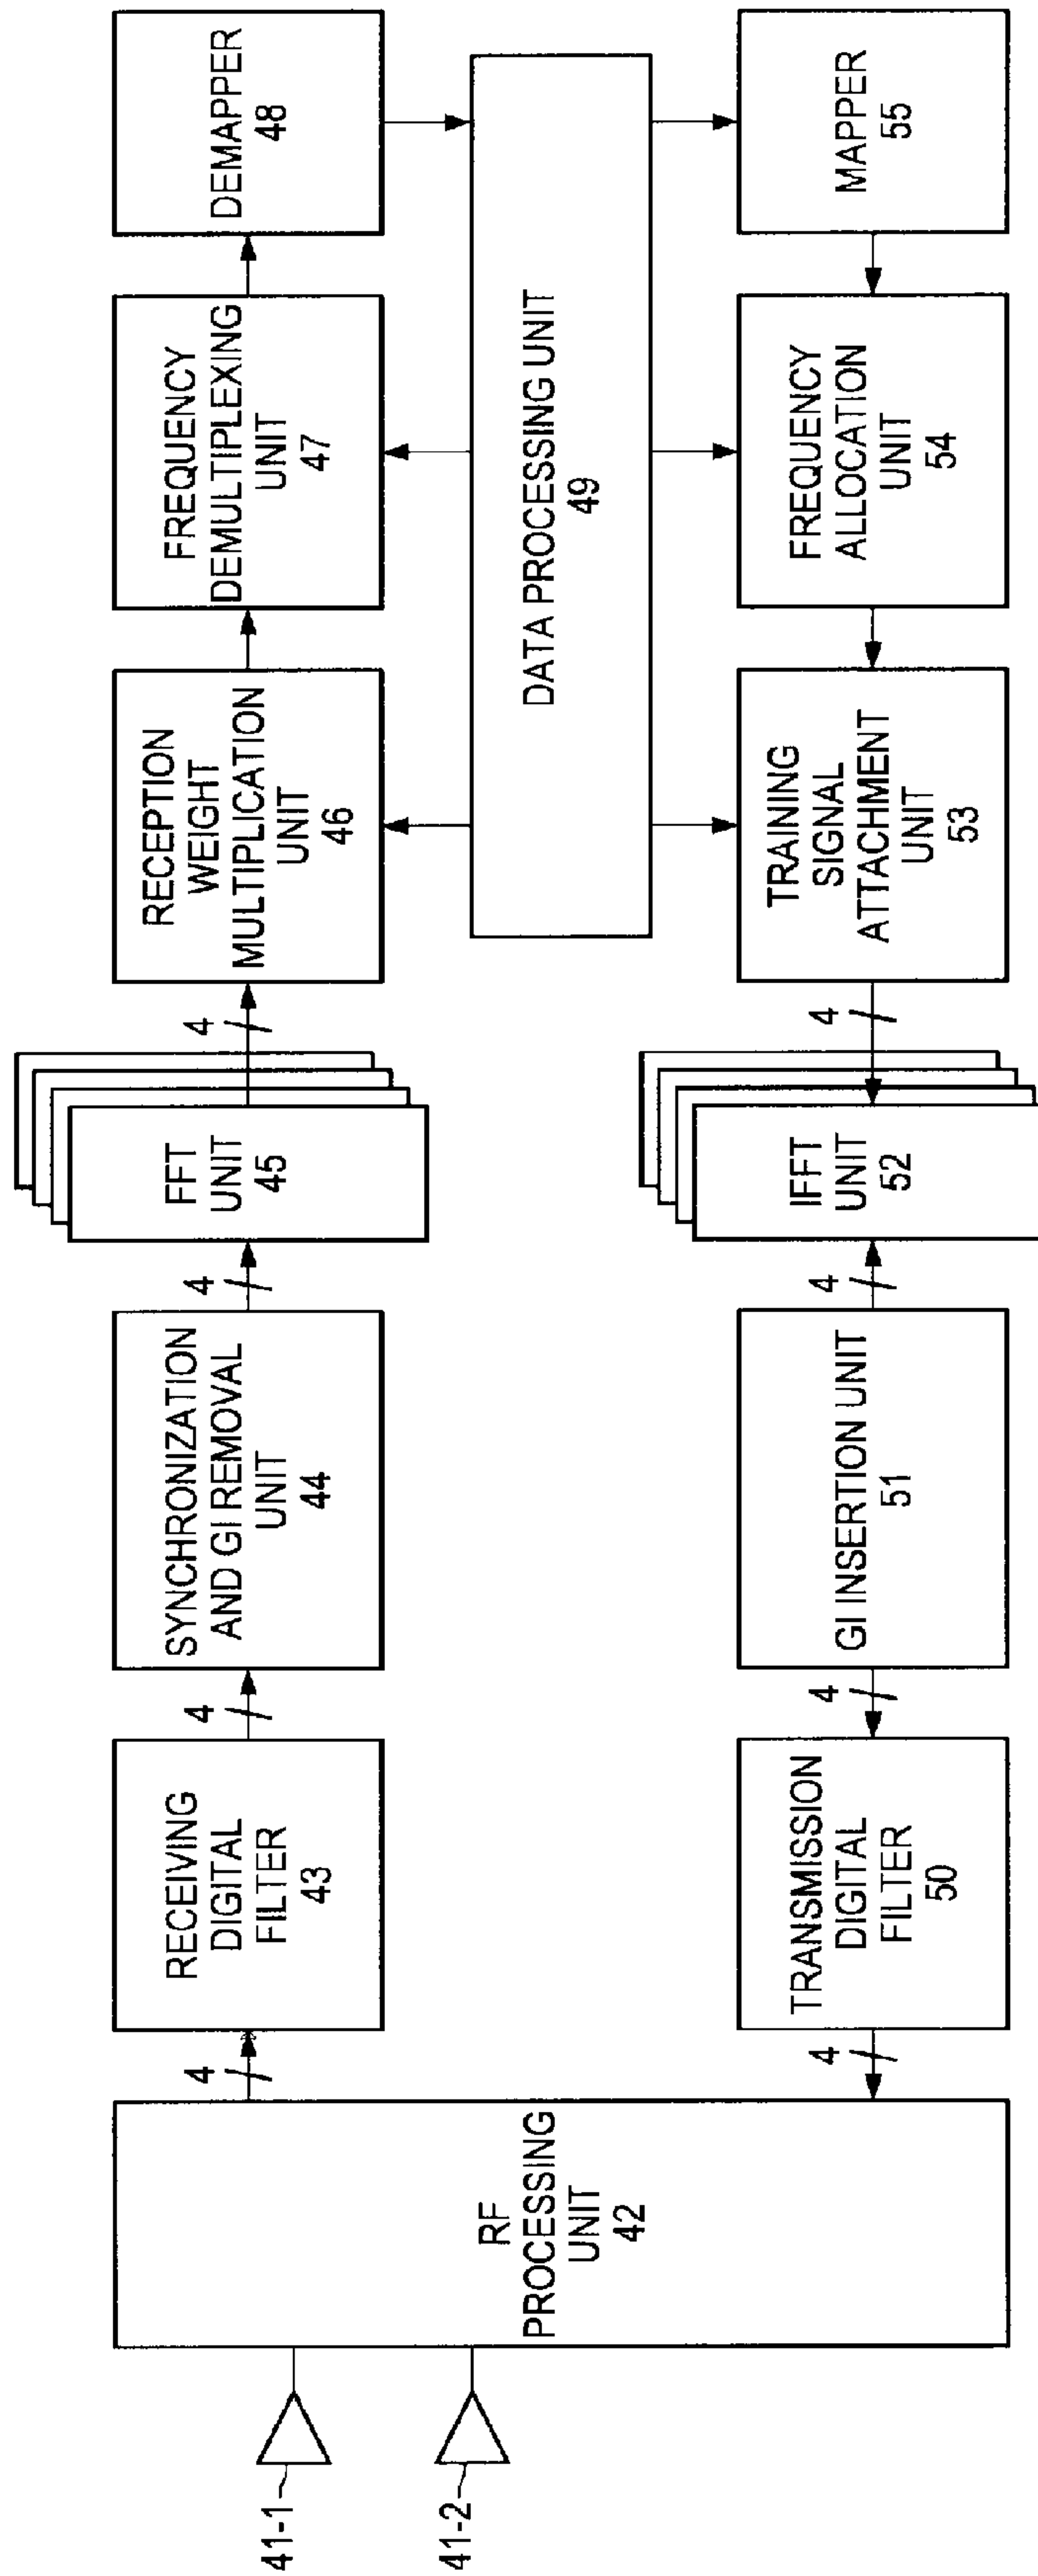 41-1
41-2
RF
PROCESSING
UNIT
42
4
RECEIVING
DIGITAL
FILTER
43
4
SYNCHRONIZATION
AND GI REMOVAL
UNIT
44
4
FFT
UNIT
45
4
RECEPTION
WEIGHT
MULTIPLICATION
UNIT
46
FREQUENCY
DEMULTIPLEXING
UNIT
47
DEMAPPER
48
DATA PROCESSING UNIT
49
4
TRANSMISSION
DIGITAL
FILTER
50
4
GI INSERTION UNIT
51
4
IFFT
UNIT
52
4
TRAINING
SIGNAL
ATTACHMENT
UNIT
53
FREQUENCY
ALLOCATION
UNIT
54
MAPPER
55